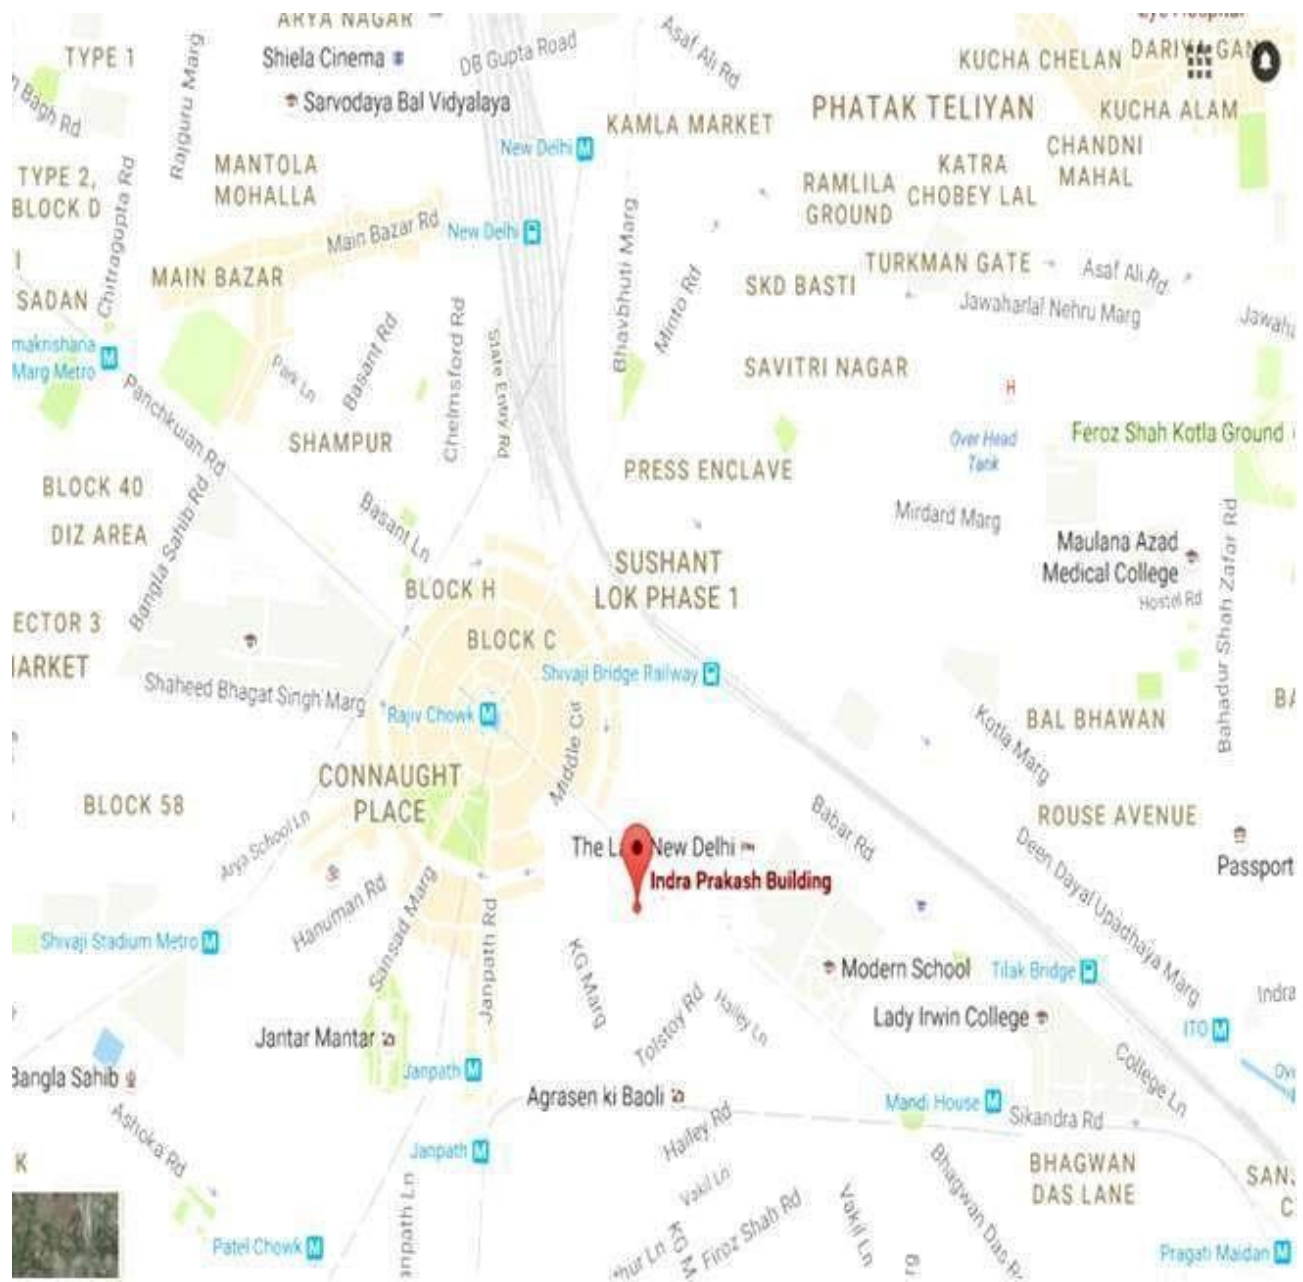 ARYA NAGAR
TYPE 1
Shiela Cinema
DB Gupta Road
Asaf Ali Rd
KUCHA CHELAN
Bagh Rd
Rajguru Marg
Sarvodaya Bal Vidyalaya
PHATAK TELIYAN
KUCHA ALAM
KAMLA MARKET
New Delhi
CHANDNI
MAHAL
MANTOLA
MOHALLA
TYPE 2,
BLOCK D
KATRA
CHOBEY LAL
RAMLILA
GROUND
Chitragupta Rd
Main Bazar Rd
New Delhi
Bhavbhuti Marg
Minto Rd
MAIN BAZAR
TURKMAN GATE
Asaf Ali Rd
SKD BASTI
SADAN
Jawaharlal Nehru Marg
Marg Metro
Park Ln
Basant Rd
Chelmsford Rd
State Entry Rd
SAVITRI NAGAR
H
Panchkuian Rd
SHAMPUR
Over Head
Tank
Feroz Shah Kotla Ground
PRESS ENCLAVE
BLOCK 40
DIZ AREA
Bangla Sahib Rd
Basant Ln
Mirdard Marg
Maulana Azad
Medical College
Hostel Rd
Bahadur Shah Zafar Rd
SUSHANT
LOK PHASE 1
BLOCK H
ECTOR 3
BLOCK C
ARKET
Shivaji Bridge Railway
Shaheed Bhagat Singh Marg
Rajiv Chowk
Middle Cir
BAL BHAWAN
Kotla Marg
CONNAUGHT
PLACE
BLOCK 58
Babar Rd
ROUSE AVENUE
Arya School Ln
The La New Delhi
Indra Prakash Building
Passport
Deen Dayal Upadhaya Marg
Hanuman Rd
Sansad Marg
Janpath Rd
Shivaji Stadium Metro
KG Marg
Modern School
Tilak Bridge
Indra
Tolstoy Rd
Hailey Ln
Lady Irwin College
ITO
Jantar Mantar
Bangla Sahib
Janpath
College Ln
Agrasen ki Baoli
Mandi House
Sikandra Rd
Ashoka Rd
Hailey Rd
Janpath
K
BHAGWAN
DAS LANE
Vakil Ln
Bhagwan Das R
Janpath Ln
Firoz Shah Rd
Vakil Ln
KG M
Patel Chowk
Pragati Maidan